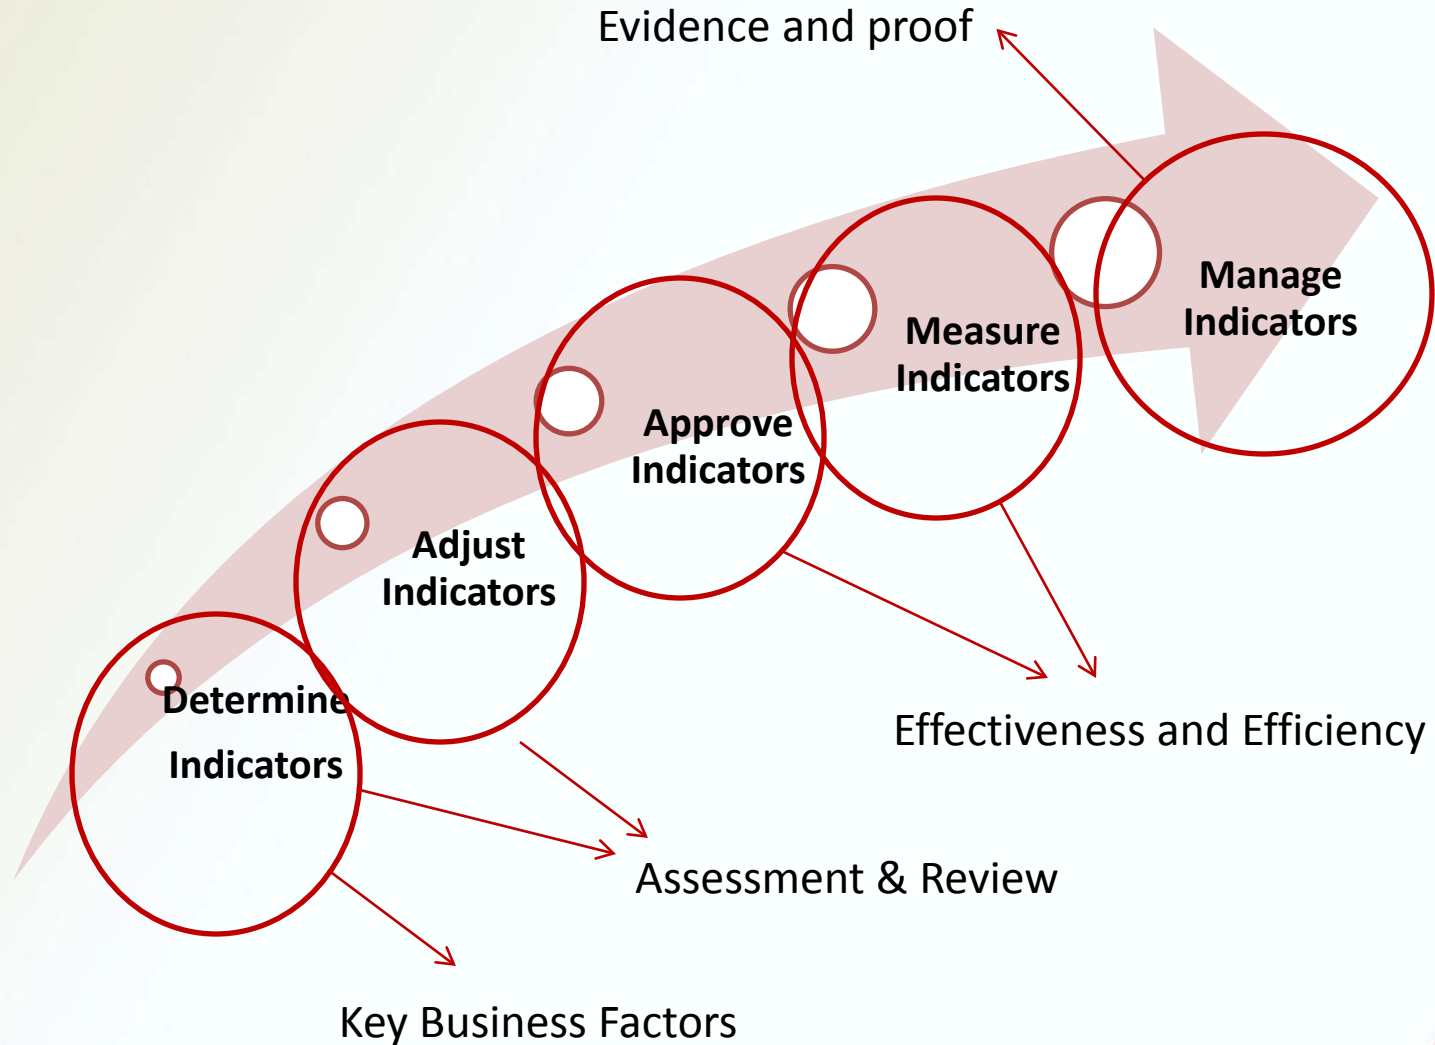 Evidence and proof
Manage
Indicators
Measure
Indicators
Approve
Indicators
Adjust
Indicators
Determine
Indicators
Effectiveness and Efficiency
Assessment & Review
Key Business Factors